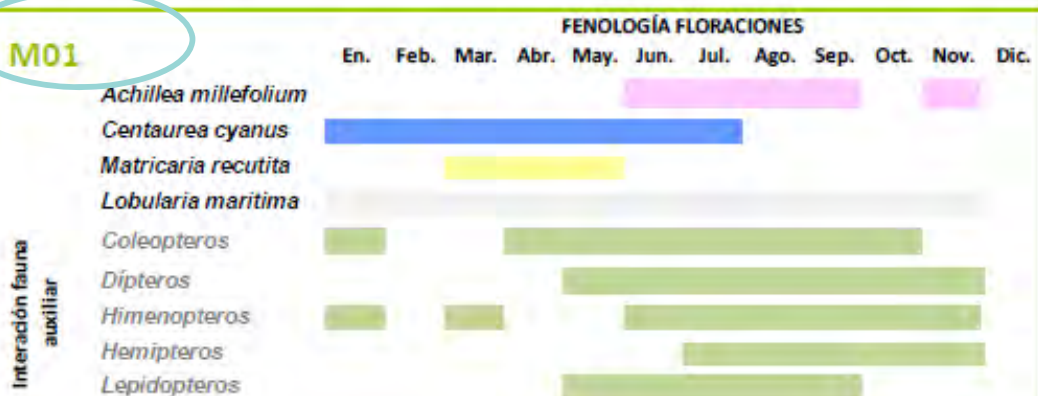 FENOLOGÍA FLORACIONES
M01
En. Feb. Mar. Abr. May. Jun. Jul. Ago. Sep. Oct. Nov. Dic.
Achillea millefolium
Centaurea cyanus
Matricaria recutita
Lobularia maritima
Interación fauna
auxiliar
Coleopteros
Dípteros
Himenopteros
Hemipteros
Lepidopteros